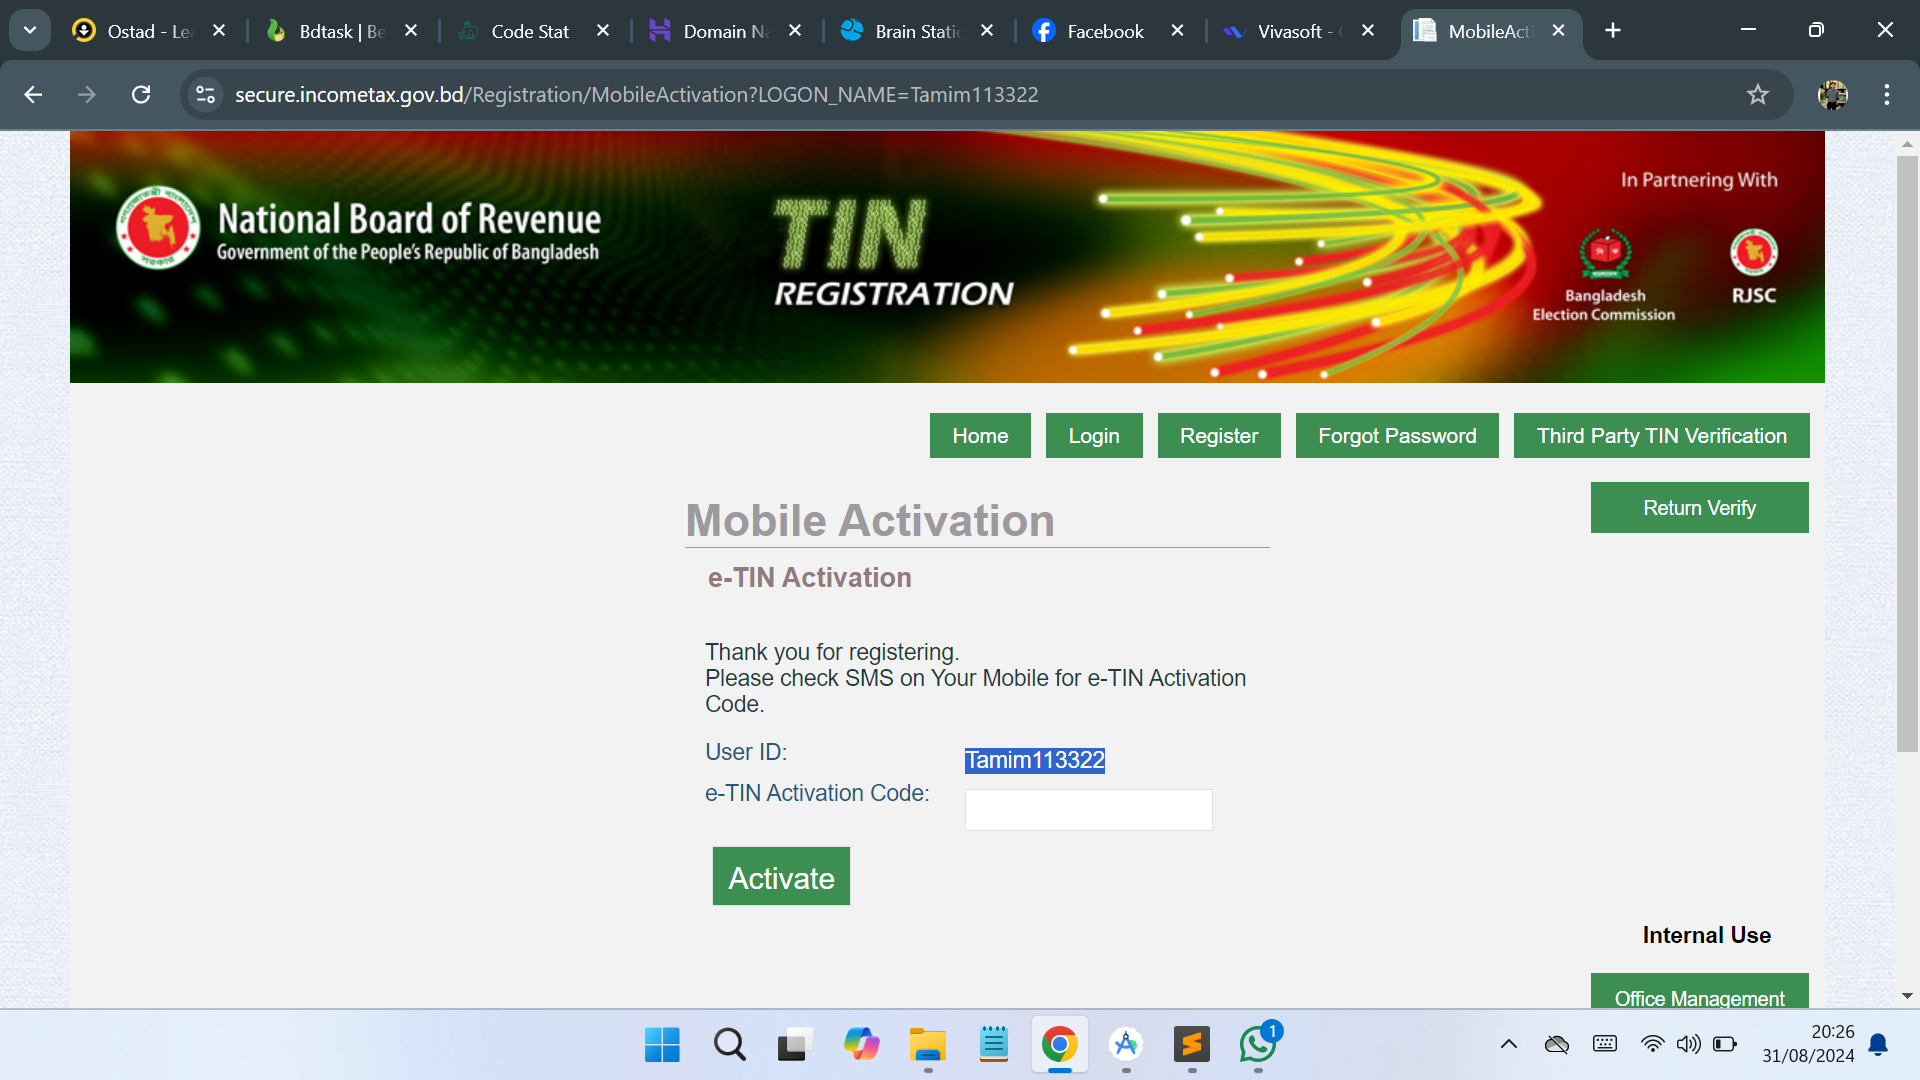 Ostad - Le
Bdtask | Be
Code Stat
Domain Na
Brain Static
Facebook
Vivasoft -
MobileActi
secure.incometax.gov.bd/Registration/MobileActivation?LOGON_NAME=Tamim113322
National Board of Revenue
Government of the People's Republic of Bangladesh
TIN
REGISTRATION
In Partnering With
Bangladesh
Election Commission
RJSC
Home
Login
Register
Forgot Password
Third Party TIN Verification
Return Verify
Mobile Activation
e-TIN Activation
Thank you for registering.
Please check SMS on Your Mobile for e-TIN Activation
Code.
User ID:
Tamim113322
e-TIN Activation Code:
Activate
Internal Use
Office Management
1
20:26
31/08/2024